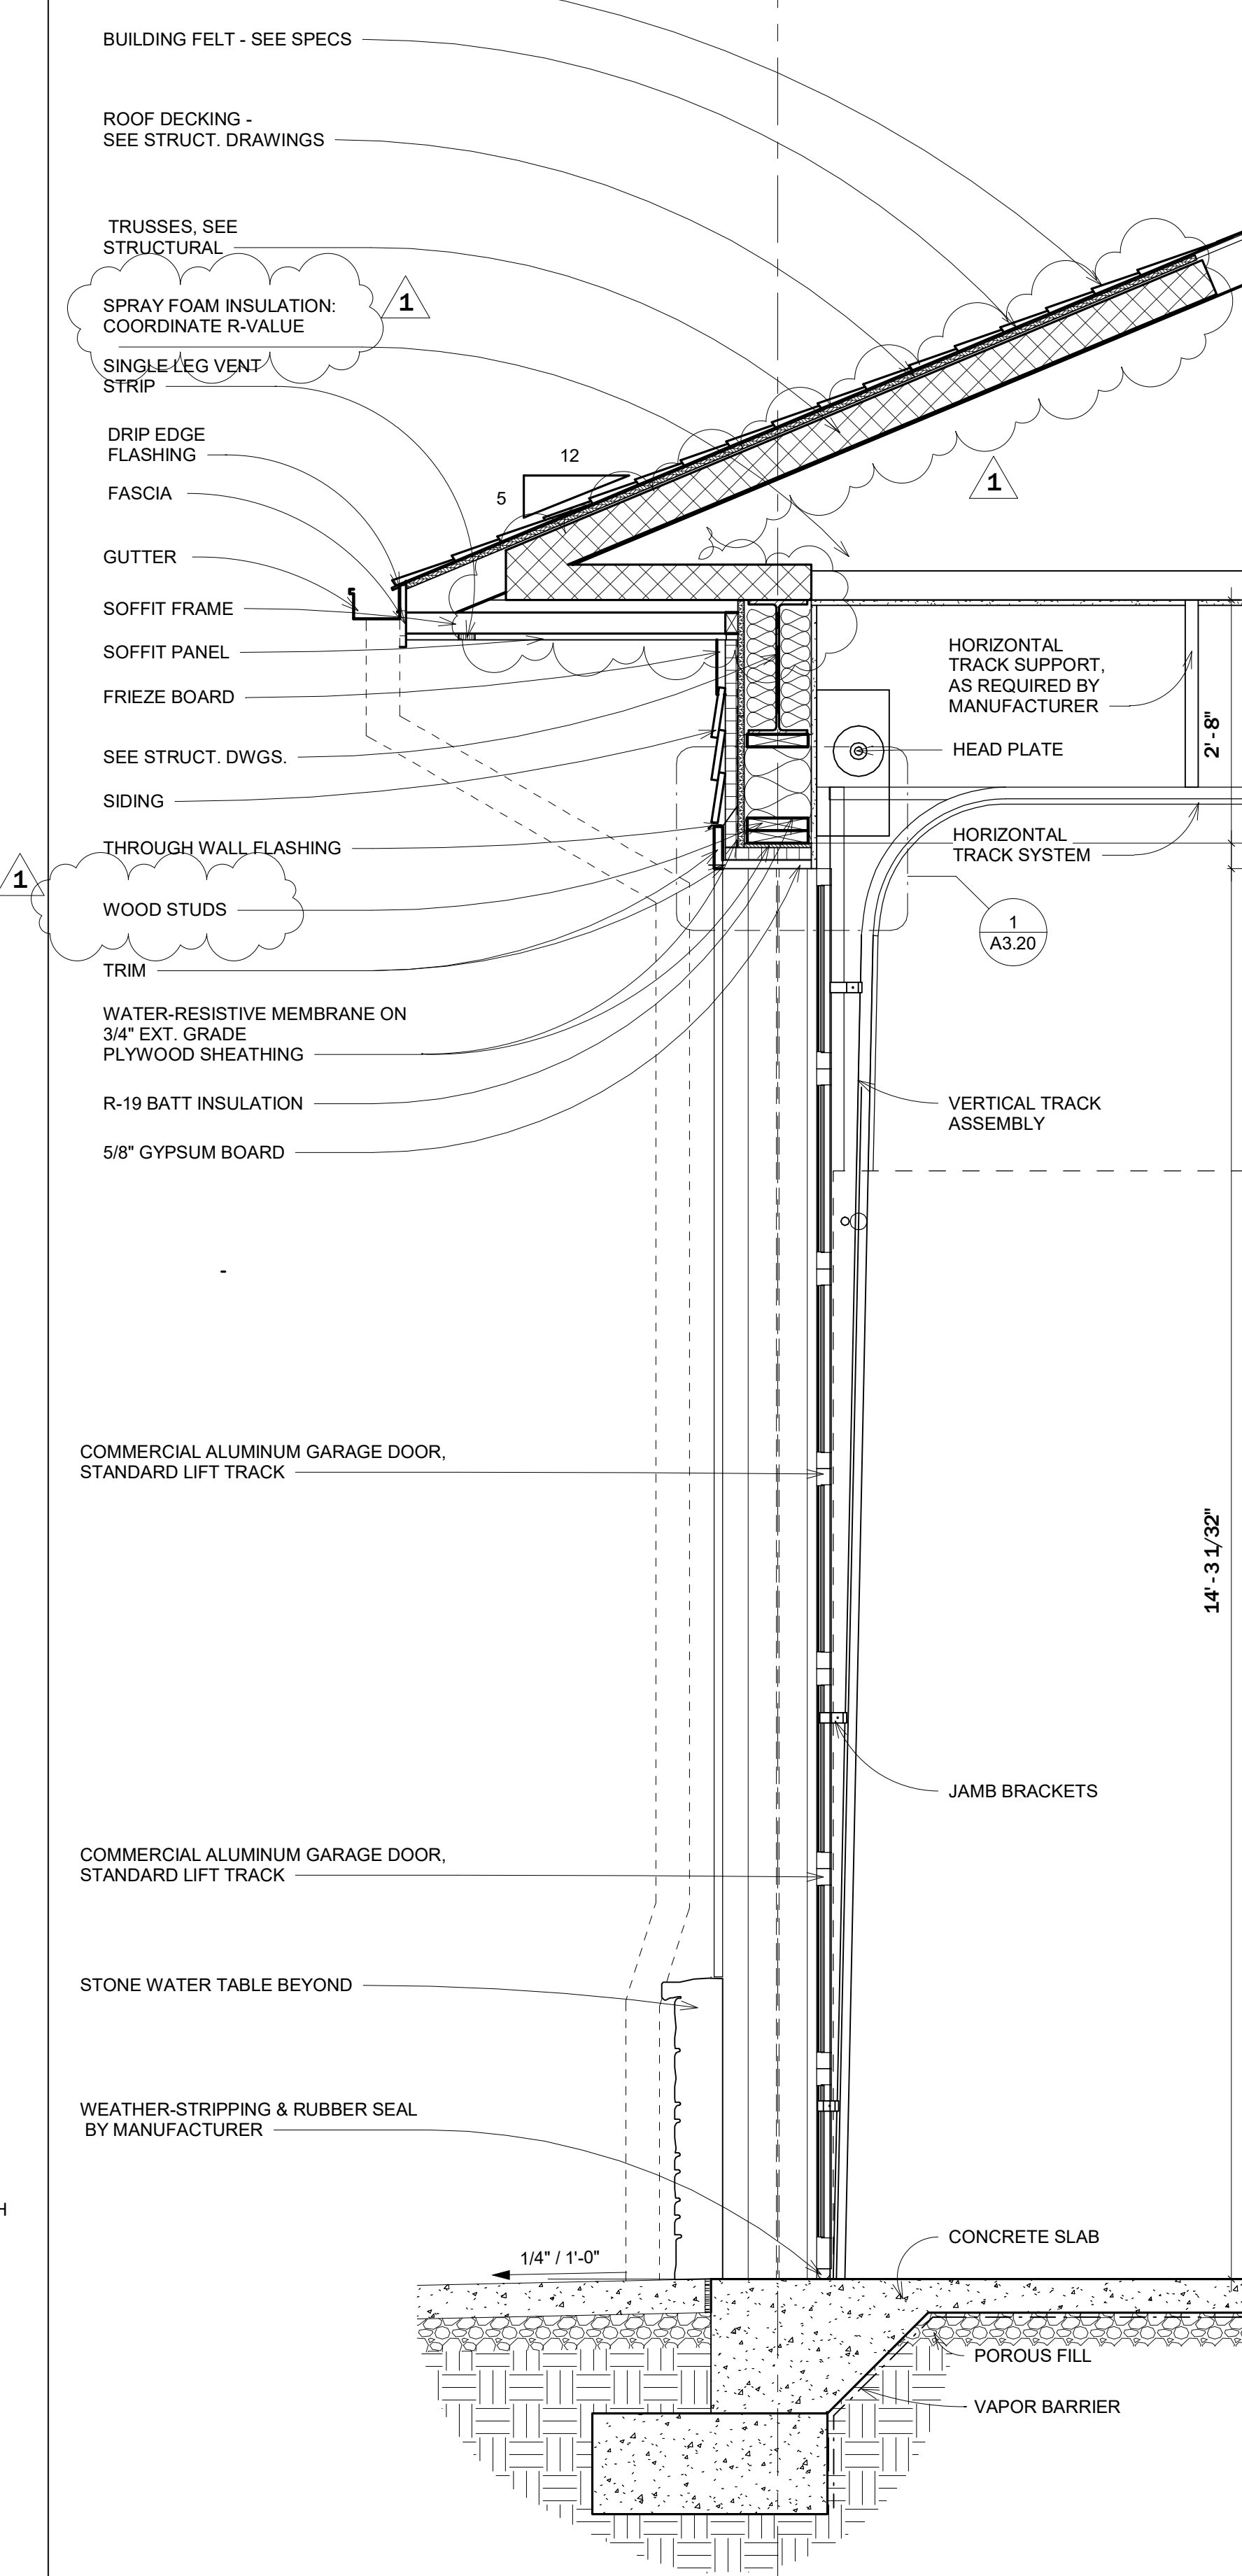 BUILDING FELT - SEE SPECS
ROOF DECKING -
SEE STRUCT. DRAWINGS
TRUSSES, SEE
STRUCTURAL
SPRAY FOAM INSULATION:
COORDINATE R-VALUE
1
SINGLE LEG VENT
STRIP
DRIP EDGE
FLASHING
FASCIA
12
5
1
GUTTER
SOFFIT FRAME
SOFFIT PANEL
FRIEZE BOARD
SEE STRUCT. DWGS.
SIDING
THROUGH WALL FLASHING
1
WOOD STUDS
TRIM
WATER-RESISTIVE MEMBRANE ON
3/4" EXT. GRADE
PLYWOOD SHEATHING
R-19 BATT INSULATION
5/8" GYPSUM BOARD
-
HORIZONTAL
TRACK SUPPORT,
AS REQUIRED BY
MANUFACTURER
2' - 8"
HEAD PLATE
HORIZONTAL
TRACK SYSTEM
1
A3.20
VERTICAL TRACK
ASSEMBLY
COMMERCIAL ALUMINUM GARAGE DOOR,
STANDARD LIFT TRACK
14' - 3 1/32"
JAMB BRACKETS
COMMERCIAL ALUMINUM GARAGE DOOR,
STANDARD LIFT TRACK
STONE WATER TABLE BEYOND
WEATHER-STRIPPING & RUBBER SEAL
BY MANUFACTURER
H
1/4" / 1'-0"
CONCRETE SLAB
POROUS FILL
VAPOR BARRIER